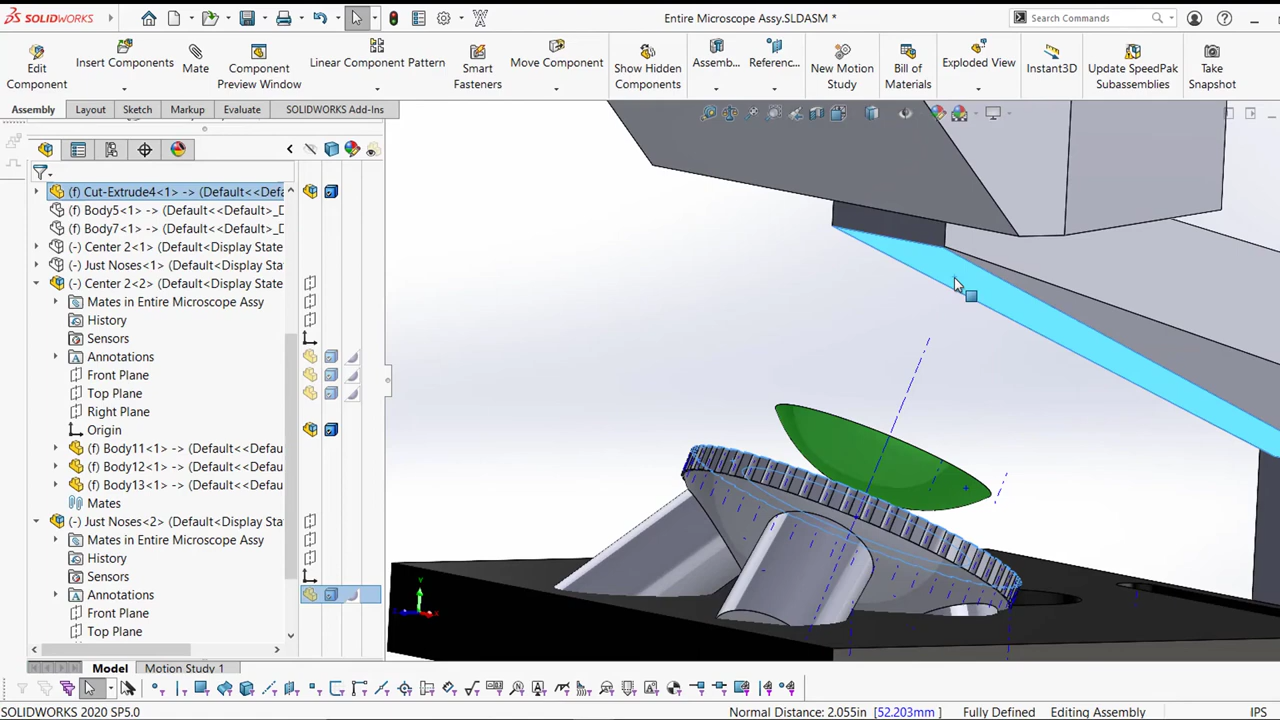 SOLIDWORKS
Entire Microscope Assy.SLDASM *
Search Commands
Edit Component
Insert Components
Mate
Component Preview Window
Linear Component Pattern
Smart Fasteners
Move Component
Show Hidden Components
Assemb...
Referenc...
New Motion Study
Bill of Materials
Exploded View
Instant3D
Update SpeedPak Subassemblies
Take Snapshot
Assembly
Layout
Sketch
Markup
Evaluate
SOLIDWORKS Add-Ins
(f) Cut-Extrude4<1> -> (Default<<Defa
(f) Body5<1> -> (Default<<Default>_D
(f) Body7<1> -> (Default<<Default>_D
(-) Center 2<1> (Default<Display State
(-) Just Noses<1> (Default<Display State
(-) Center 2<2> (Default<Display State
Mates in Entire Microscope Assy
History
Sensors
Annotations
Front Plane
Top Plane
Right Plane
Origin
(f) Body11<1> -> (Default<<Defau
(f) Body12<1> -> (Default<<Defau
(f) Body13<1> -> (Default<<Defau
Mates
(-) Just Noses<2> (Default<Display State
Mates in Entire Microscope Assy
History
Sensors
Annotations
Front Plane
Top Plane
Model
Motion Study 1
SOLIDWORKS 2020 SP5.0
Normal Distance: 2.055in [52.203mm]
Fully Defined
Editing Assembly
IPS